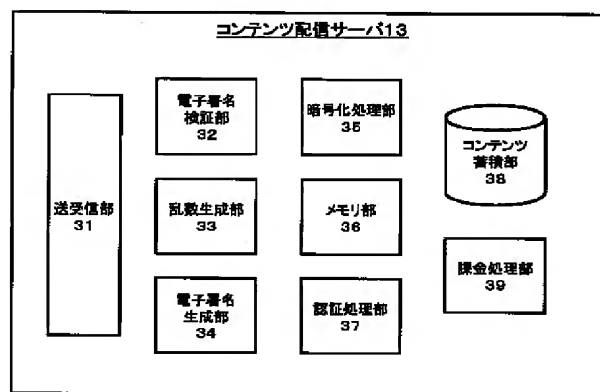 コンテンツ配信サーバ13
送受信部
31
電子署名
検証部
32
乱数生成部
33
電子署名
生成部
34
暗号化処理部
35
メモリ部
36
認証処理部
37
コンテンツ
蓄積部
38
課金処理部
39